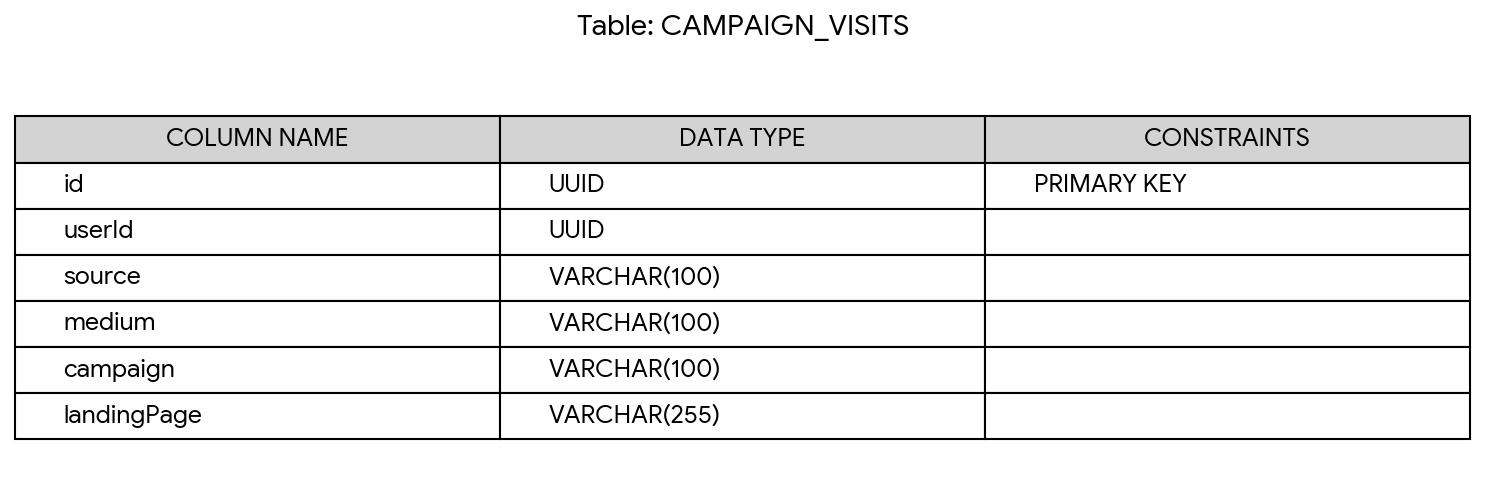 Table: CAMPAIGN_VISITS
COLUMN NAME DATA TYPE CONSTRAINTS
id UUID PRIMARY KEY
userId UUID
source VARCHAR(100)
medium VARCHAR(100)
campaign VARCHAR(100)
landingPage VARCHAR(255)